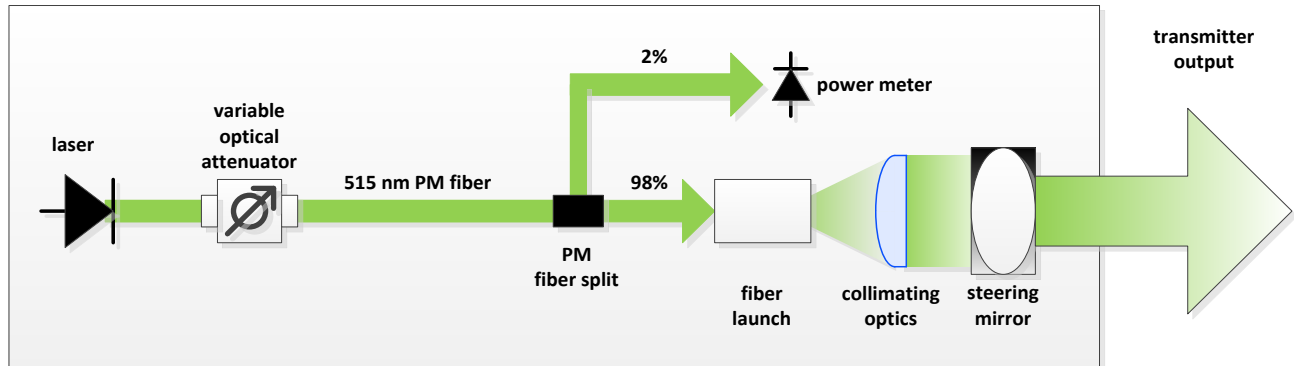 transmitter
output
2%
power meter
variable
optical
attenuator
laser
515 nm PM fiber
98%
PM
fiber split
fiber
launch
collimating
optics
steering
mirror